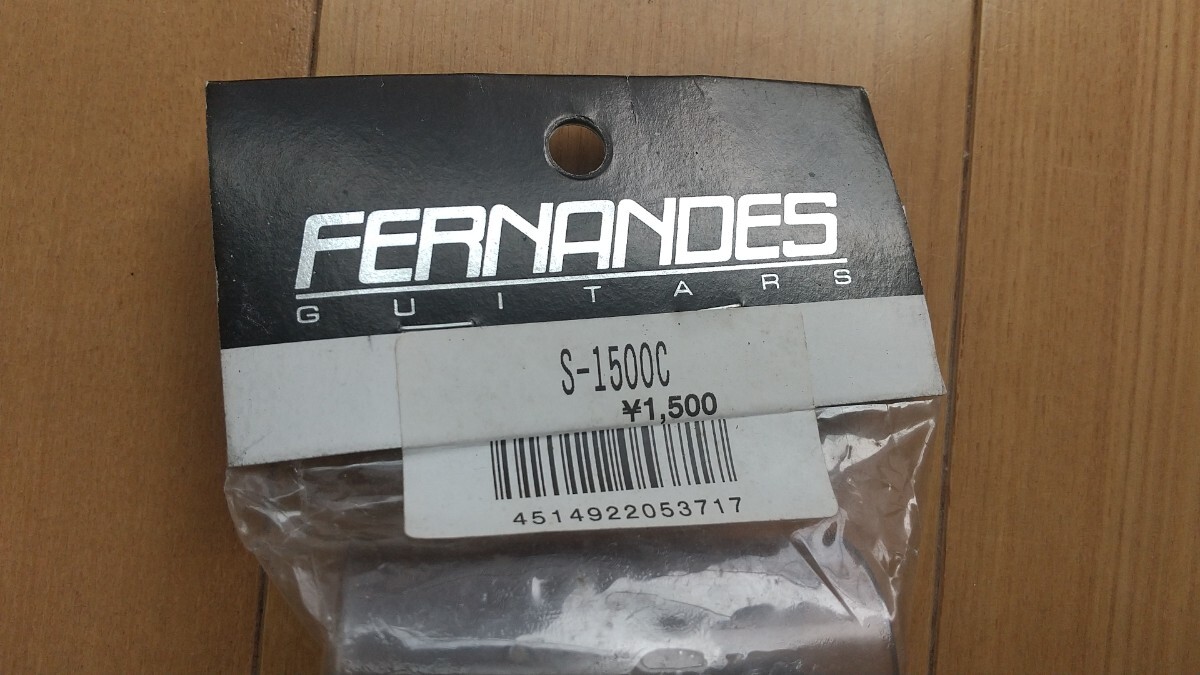 FERNANDES
GUITARS
S-1500C
¥1,500
4514922053717